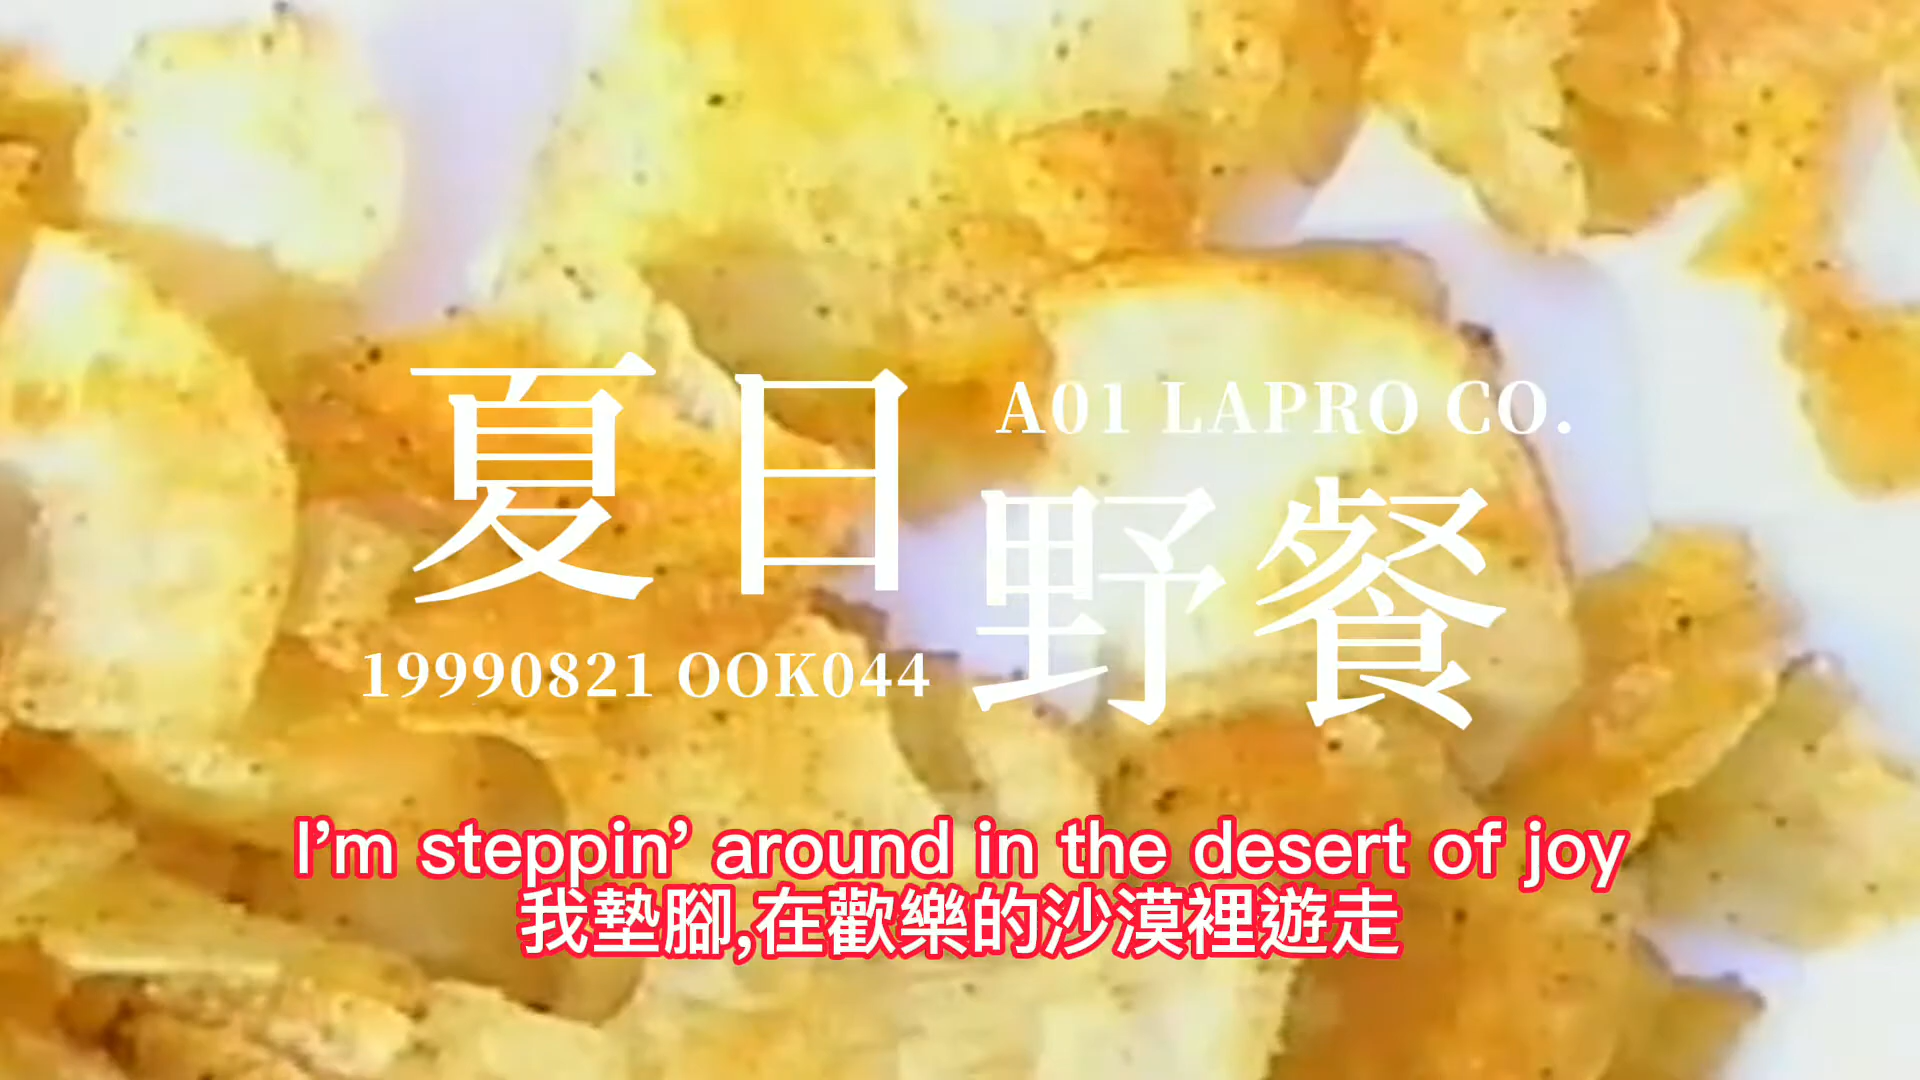 夏日
A01 LAPRO CO.
野餐
19990821 OOK044
I'm steppin' around in the desert of joy
我墊腳,在歡樂的沙漠裡遊走